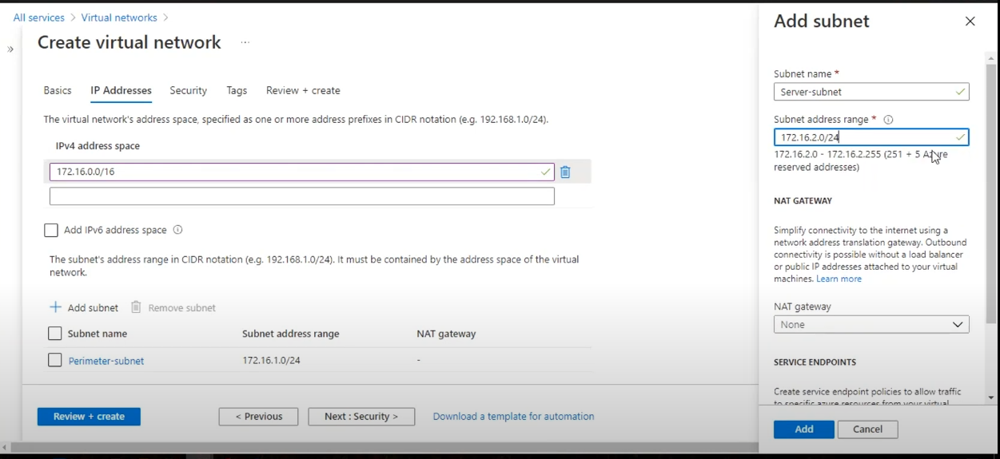 All services > Virtual networks >
Create virtual network ...
Basics IP Addresses Security Tags Review + create
The virtual network's address space, specified as one or more address prefixes in CIDR notation (e.g. 192.168.1.0/24).
IPv4 address space
172.16.0.0/16
Add IPv6 address space
The subnet's address range in CIDR notation (e.g. 192.168.1.0/24). It must be contained by the address space of the virtual
network.
+ Add subnet Remove subnet
Subnet name Subnet address range NAT gateway
Perimeter-subnet 172.16.1.0/24 -
Review + create < Previous Next : Security > Download a template for automation
Add subnet
Subnet name *
Server-subnet
Subnet address range *
172.16.2.0/24
172.16.2.0 - 172.16.2.255 (251 + 5 Azure
reserved addresses)
NAT GATEWAY
Simplify connectivity to the internet using a
network address translation gateway. Outbound
connectivity is possible without a load balancer
or public IP addresses attached to your virtual
machines. Learn more
NAT gateway
None
SERVICE ENDPOINTS
Create service endpoint policies to allow traffic
to specific azure resources from your virtual
Add Cancel